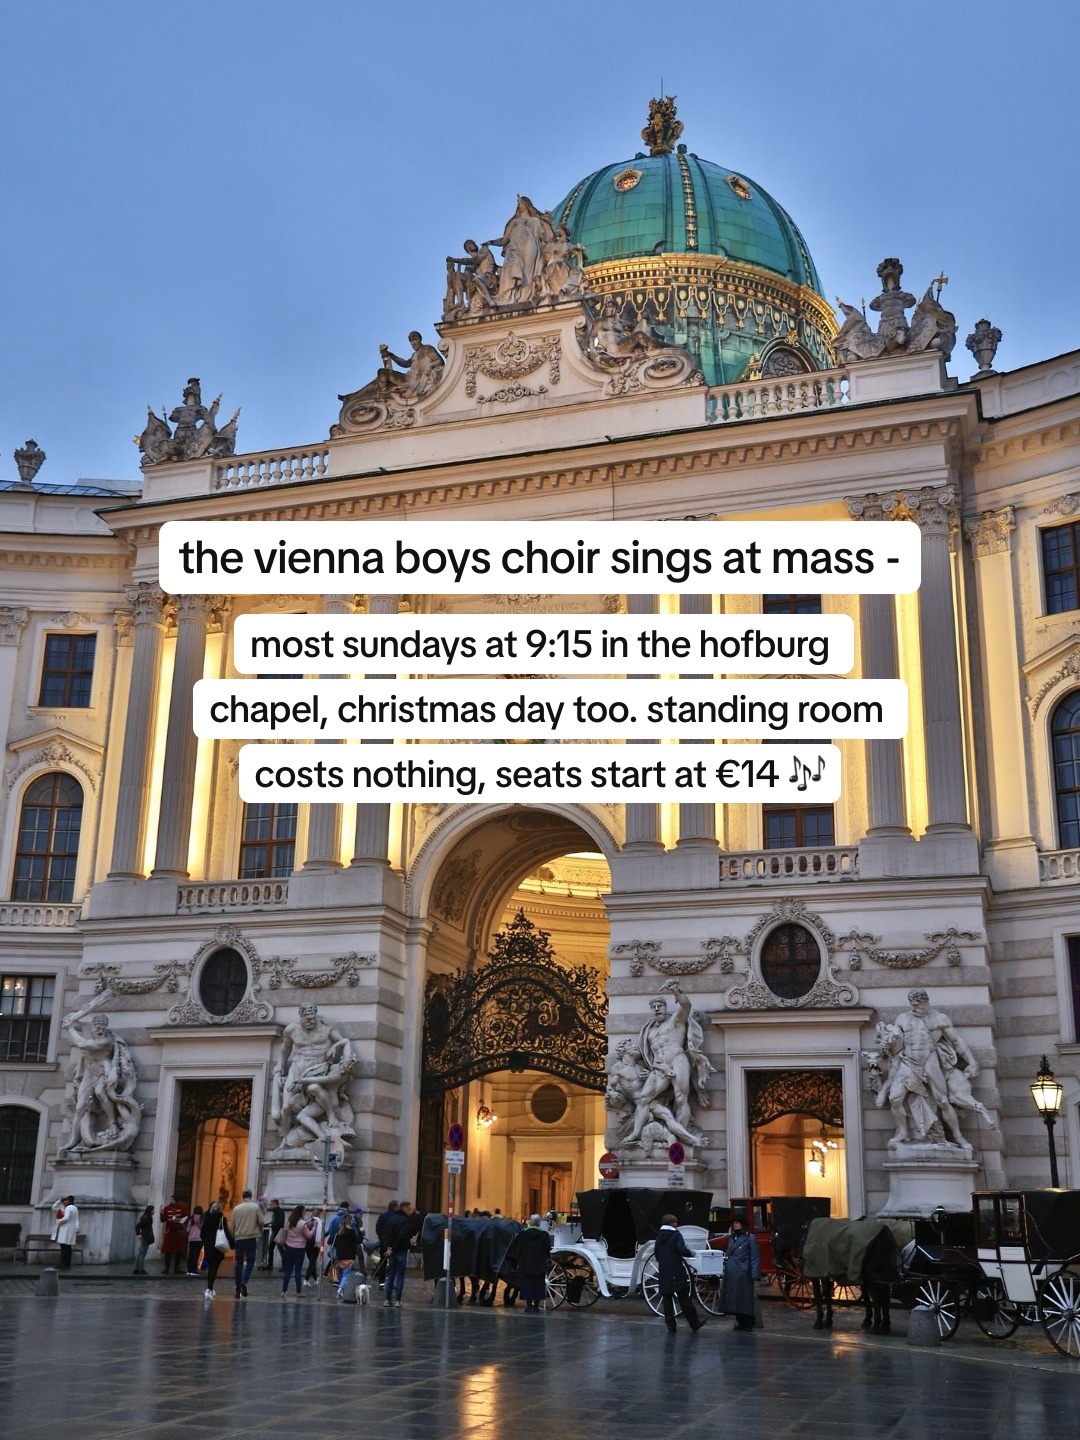 the vienna boys choir sings at mass -
most sundays at 9:15 in the hofburg
chapel, christmas day too. standing room
costs nothing, seats start at €14 🎶